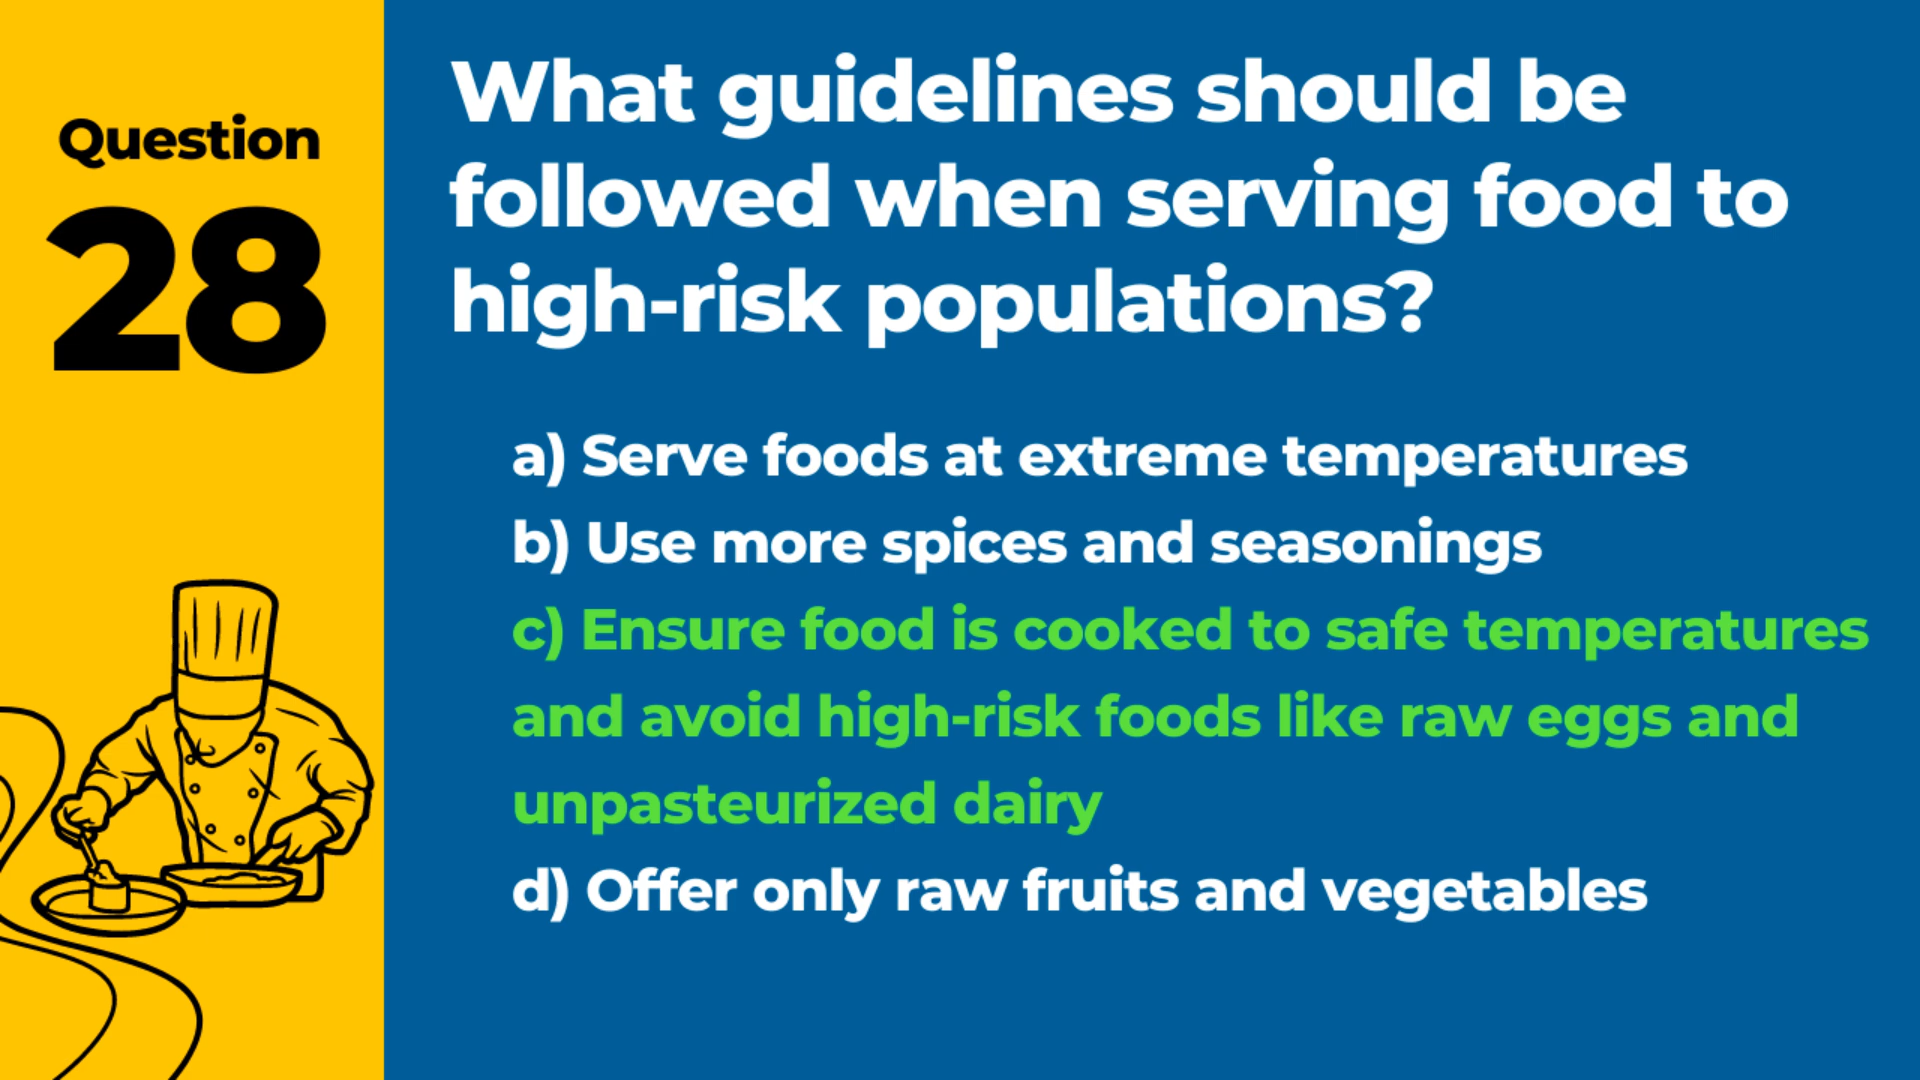 Question
28
What guidelines should be
followed when serving food to
high-risk populations?
a) Serve foods at extreme temperatures
b) Use more spices and seasonings
c) Ensure food is cooked to safe temperatures
and avoid high-risk foods like raw eggs and
unpasteurized dairy
d) Offer only raw fruits and vegetables